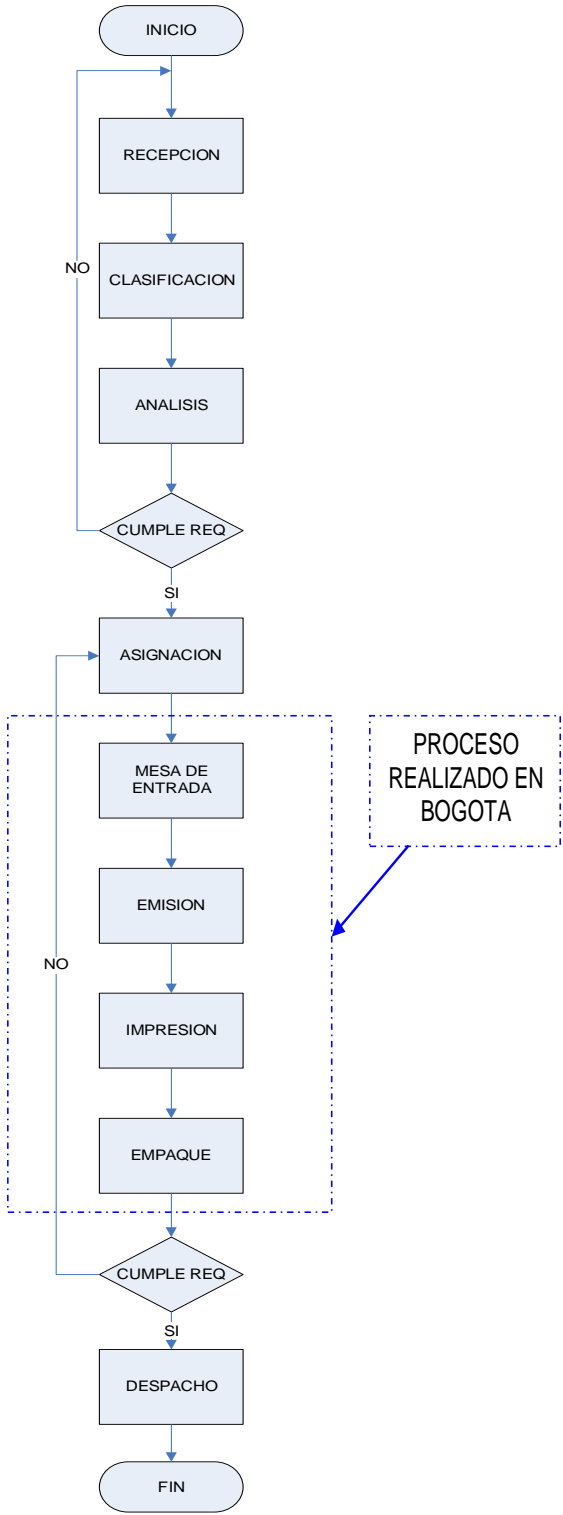 INICIO
RECEPCION
NO
CLASIFICACION
ANALISIS
CUMPLE REQ
SI
ASIGNACION
PROCESO
REALIZADO EN
BOGOTA
MESA DE
ENTRADA
EMISION
NO
IMPRESION
EMPAQUE
CUMPLE REQ
SI
DESPACHO
FIN